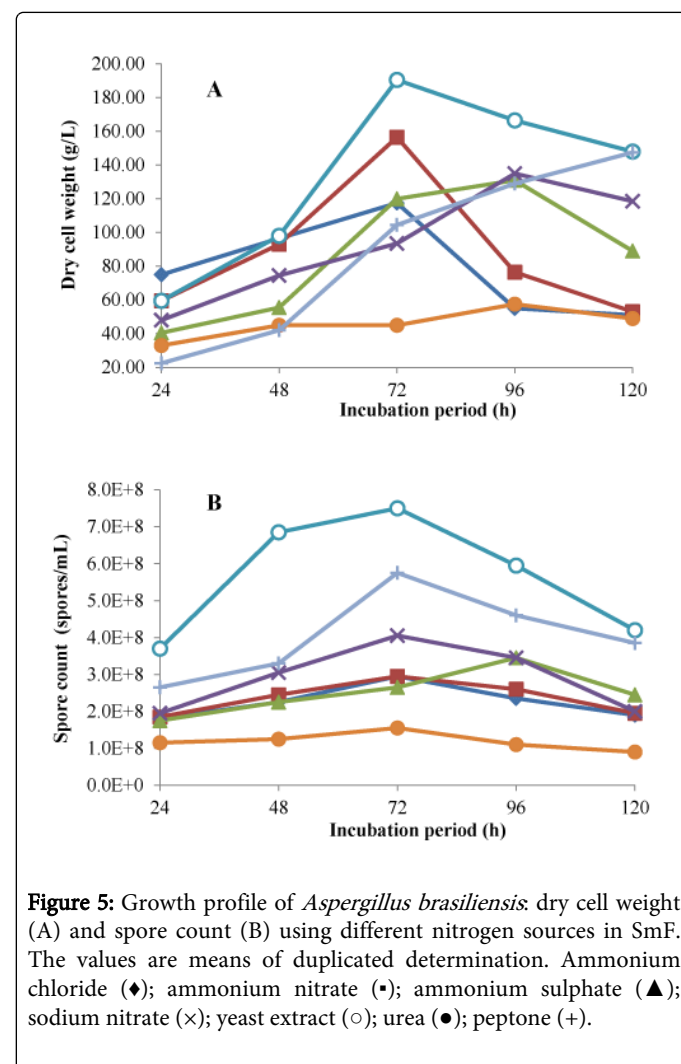 A
200.00
180.00
160.00
140.00
120.00
100.00
80.00
60.00
40.00
20.00
Dry cell weight (g/L)
24 48 72 96 120
Incubation period (h)
B
8.0E+8
7.0E+8
6.0E+8
5.0E+8
4.0E+8
3.0E+8
2.0E+8
1.0E+8
0.0E+0
Spore count (spores/mL)
24 48 72 96 120
Incubation period (h)
Figure 5: Growth profile of Aspergillus brasiliensis: dry cell weight
(A) and spore count (B) using different nitrogen sources in SmF.
The values are means of duplicated determination. Ammonium
chloride (♦); ammonium nitrate (▪); ammonium sulphate (▲);
sodium nitrate (×); yeast extract (○); urea (●); peptone (+).